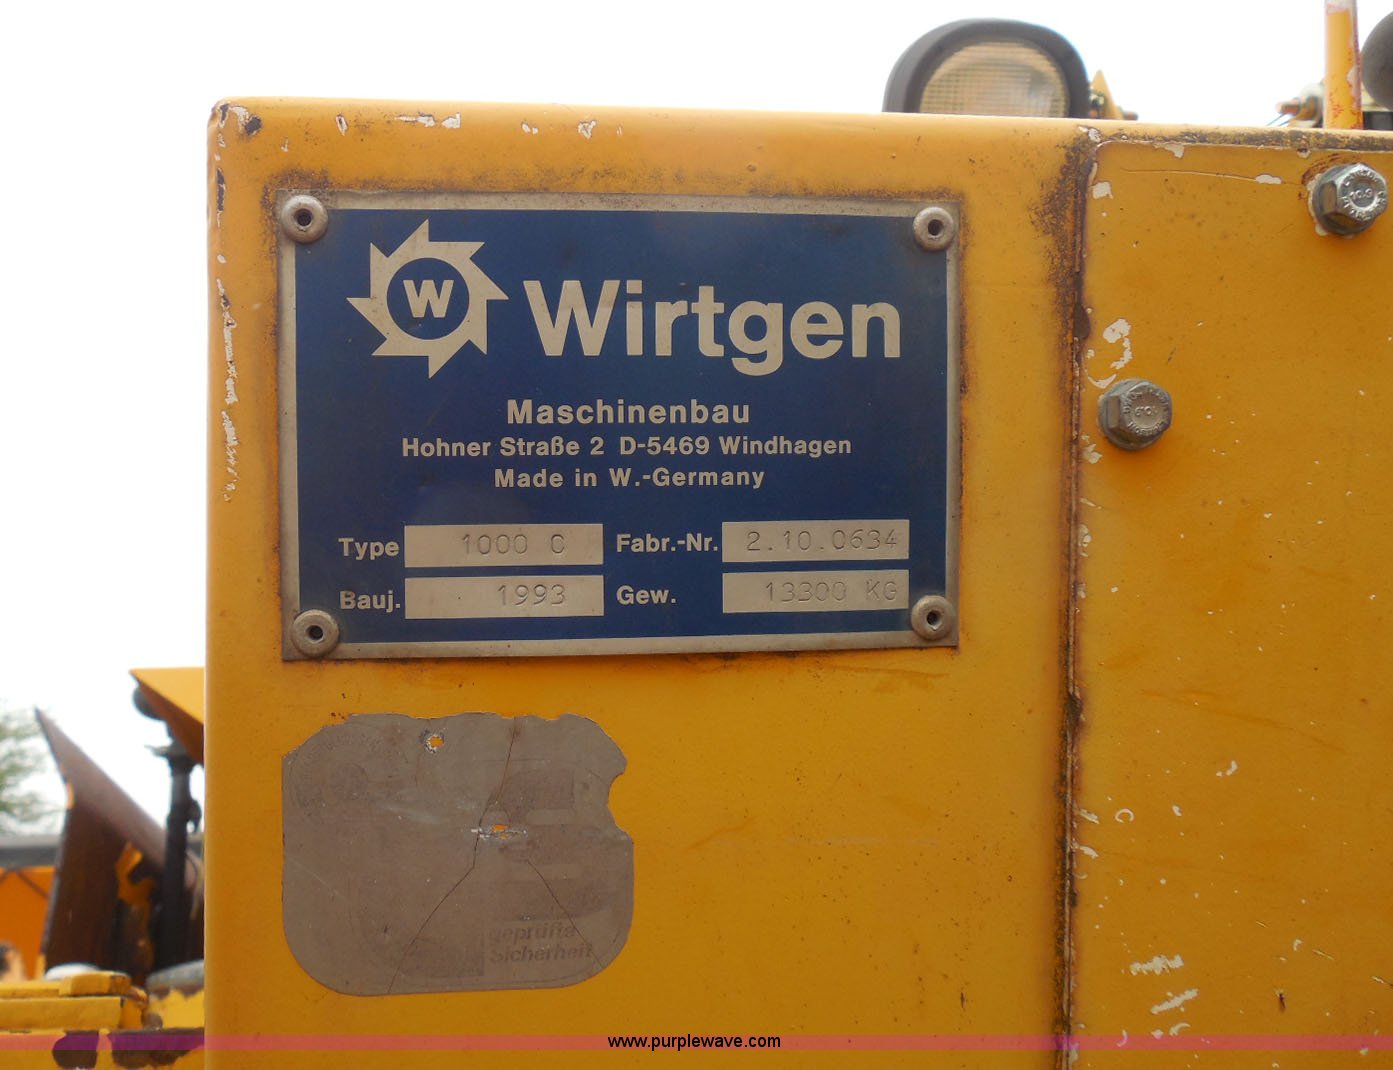 W
Wirtgen
Maschinenbau
Hohner Straße 2 D-5469 Windhagen
Made in W.-Germany
Type 1000 C Fabr.-Nr. 2.10.0634
Bauj. 1993 Gew. 13300 KG
geprüfte
Sicherheit
www.purplewave.com